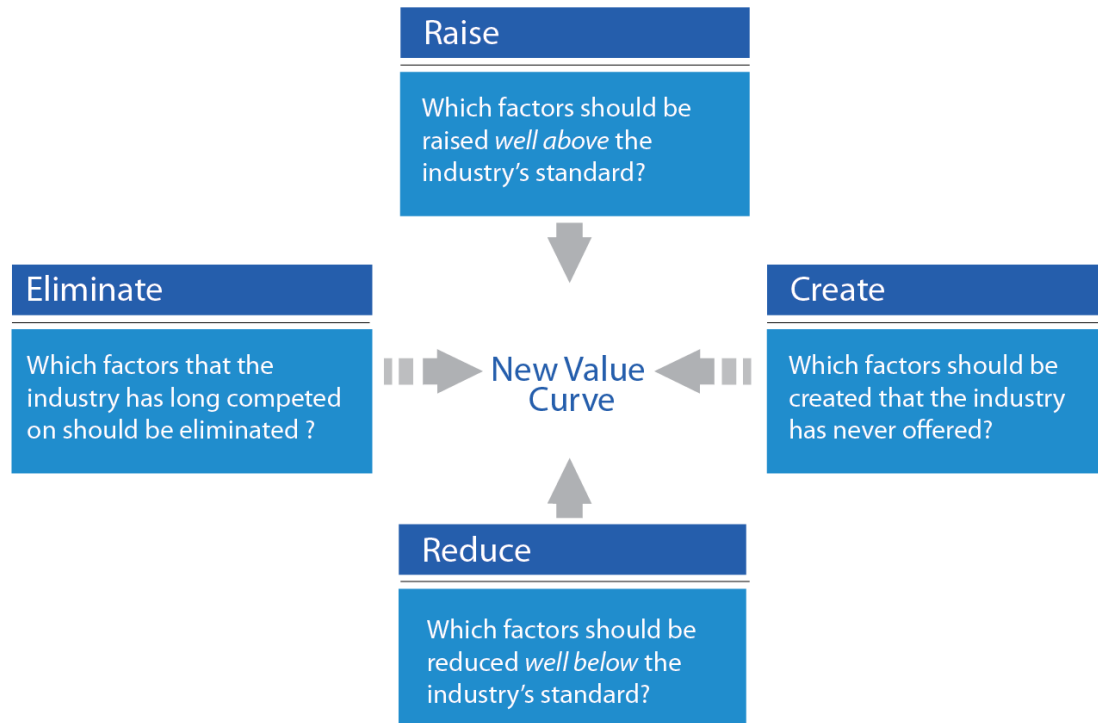 Raise
Which factors should be
raised well above the
industry's standard?
Eliminate
Which factors that the
industry has long competed
on should be eliminated ?
New Value
Curve
Create
Which factors should be
created that the industry
has never offered?
Reduce
Which factors should be
reduced well below the
industry's standard?